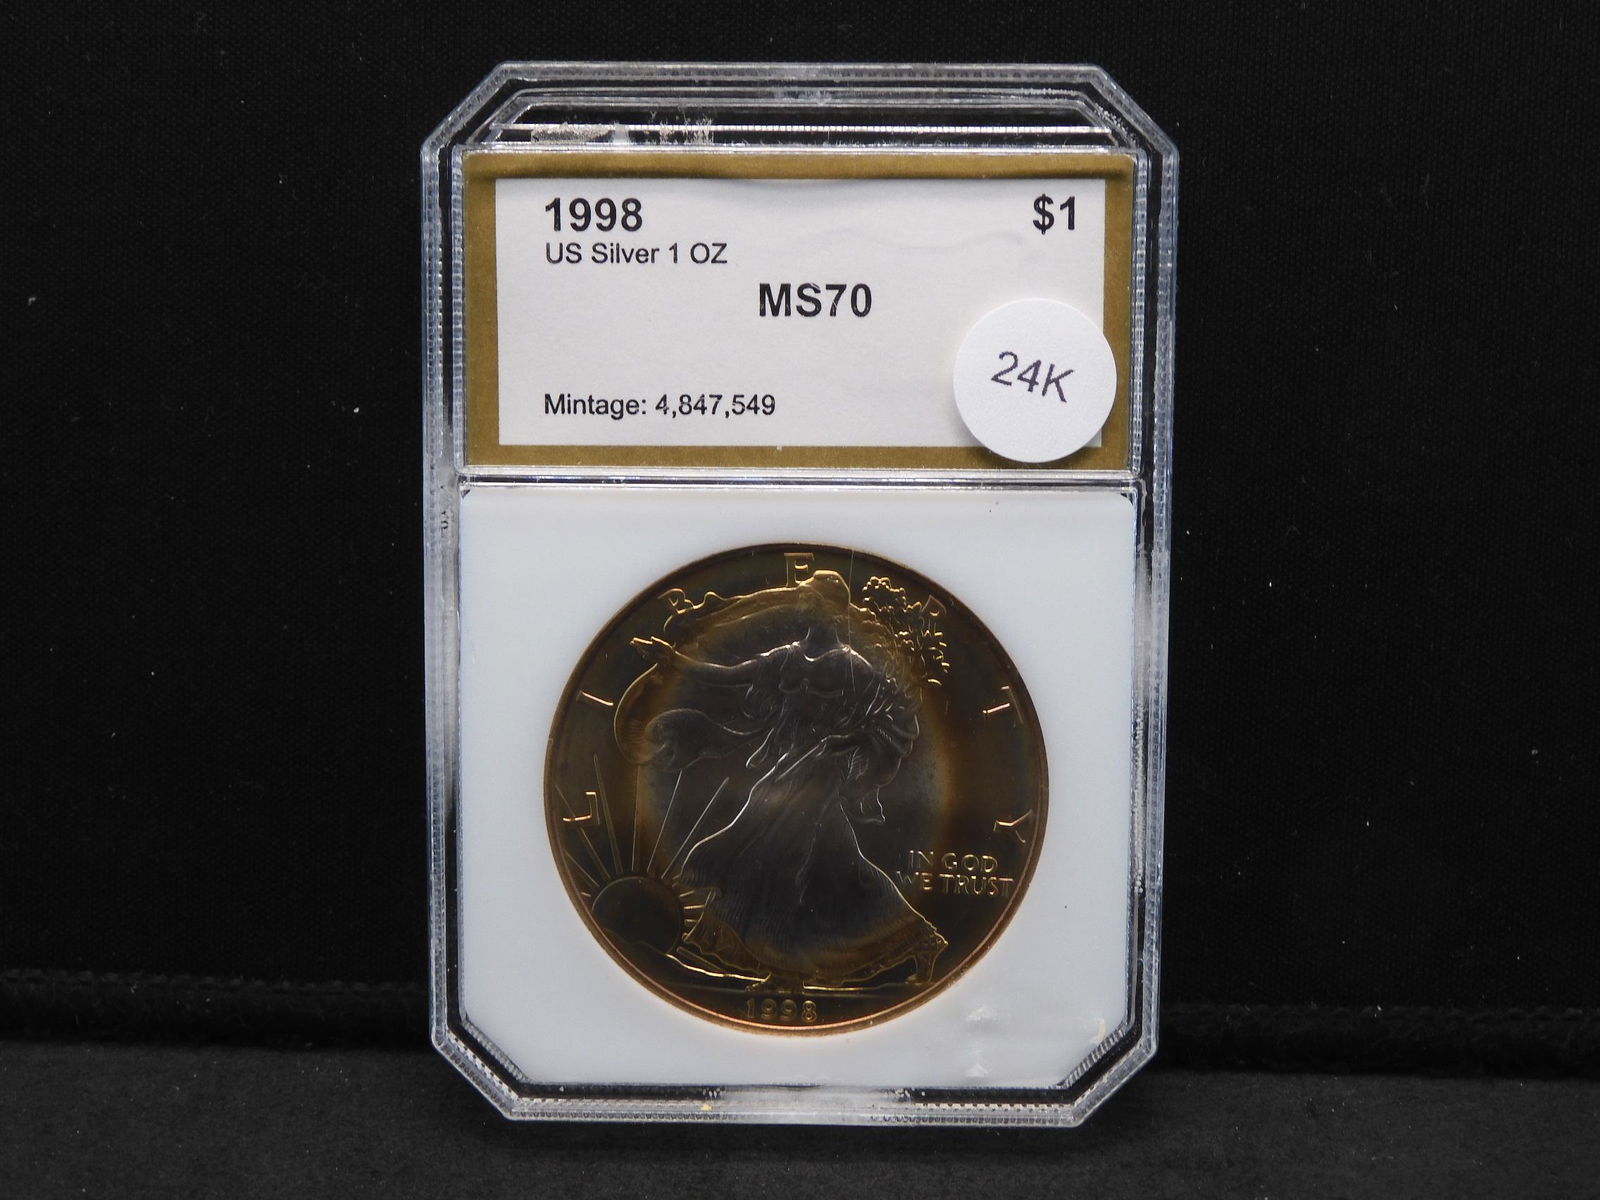 1998 $1
US Silver 1 OZ
MS70
24K
Mintage: 4,847,549
LIBERTY
IN GOD
WE TRUST
1998